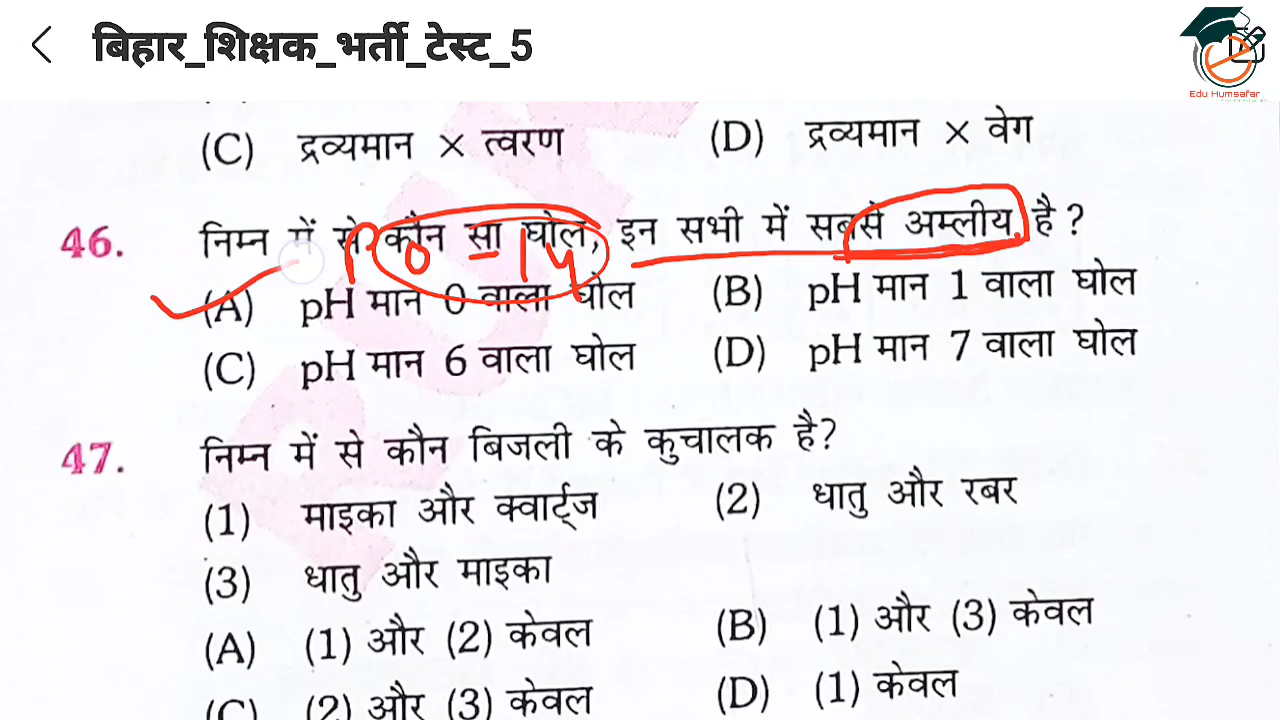 बिहार_शिक्षक_भर्ती_टेस्ट_5
Edu Humsafar
(C) द्रव्यमान × त्वरण (D) द्रव्यमान × वेग
46. निम्न में से कौन सा घोल, इन सभी में सबसे अम्लीय है ?
0 - 14
(A) pH मान 0 वाला घोल (B) pH मान 1 वाला घोल
(C) pH मान 6 वाला घोल (D) pH मान 7 वाला घोल
47. निम्न में से कौन बिजली के कुचालक है?
(1) माइका और क्वार्ट्ज (2) धातु और रबर
(3) धातु और माइका
(A) (1) और (2) केवल (B) (1) और (3) केवल
(C) (2) और (3) केवल (D) (1) केवल